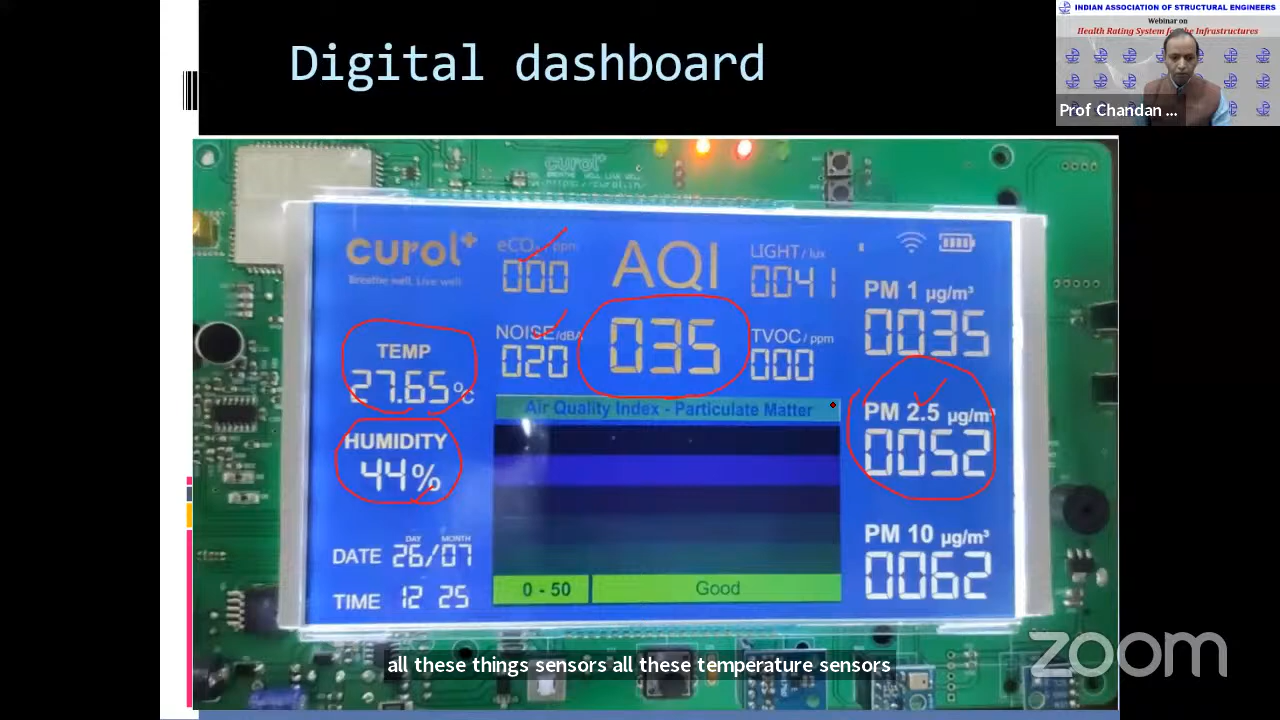 Digital dashboard
INDIAN ASSOCIATION OF STRUCTURAL ENGINEERS
Webinar on
Health Rating System for the Infrastructures
Prof Chandan ...
curol+
curol+
Breathe well, Live well
eCO₂/ppm
000
AQI
035
LIGHT/lux
0041
PM 1 µg/m³
0035
TEMP
27.65°C
NOISE/dBA
020
TVOC/ppm
000
HUMIDITY
44%
Air Quality Index - Particulate Matter
PM 2.5 µg/m³
0052
DAY MONTH
DATE 26/07
TIME 12 25
0 - 50
Good
PM 10 µg/m³
0062
zoom
all these things sensors all these temperature sensors